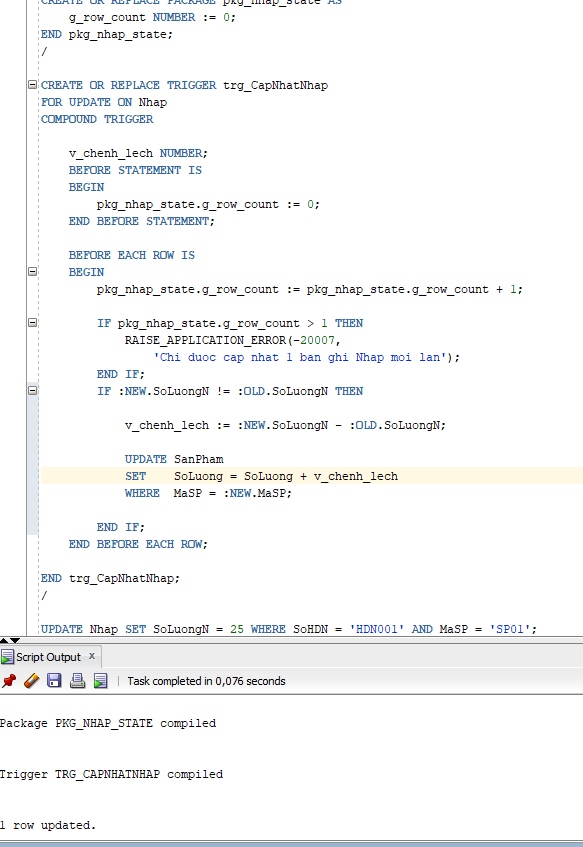 CREATE OR REPLACE PACKAGE pkg_nhap_state AS
    g_row_count NUMBER := 0;
END pkg_nhap_state;
/
CREATE OR REPLACE TRIGGER trg_CapNhatNhap
FOR UPDATE ON Nhap
COMPOUND TRIGGER
    v_chenh_lech NUMBER;
    BEFORE STATEMENT IS
    BEGIN
        pkg_nhap_state.g_row_count := 0;
    END BEFORE STATEMENT;
    BEFORE EACH ROW IS
    BEGIN
        pkg_nhap_state.g_row_count := pkg_nhap_state.g_row_count + 1;
        IF pkg_nhap_state.g_row_count > 1 THEN
            RAISE_APPLICATION_ERROR(-20007,
                'Chi duoc cap nhat 1 ban ghi Nhap moi lan');
        END IF;
        IF :NEW.SoLuongN != :OLD.SoLuongN THEN
            v_chenh_lech := :NEW.SoLuongN - :OLD.SoLuongN;
            UPDATE SanPham
            SET    SoLuong = SoLuong + v_chenh_lech
            WHERE  MaSP = :NEW.MaSP;
        END IF;
    END BEFORE EACH ROW;
END trg_CapNhatNhap;
/
UPDATE Nhap SET SoLuongN = 25 WHERE SoHDN = 'HDN001' AND MaSP = 'SP01';
Script Output x
Task completed in 0,076 seconds
Package PKG_NHAP_STATE compiled
Trigger TRG_CAPNHATNHAP compiled
1 row updated.